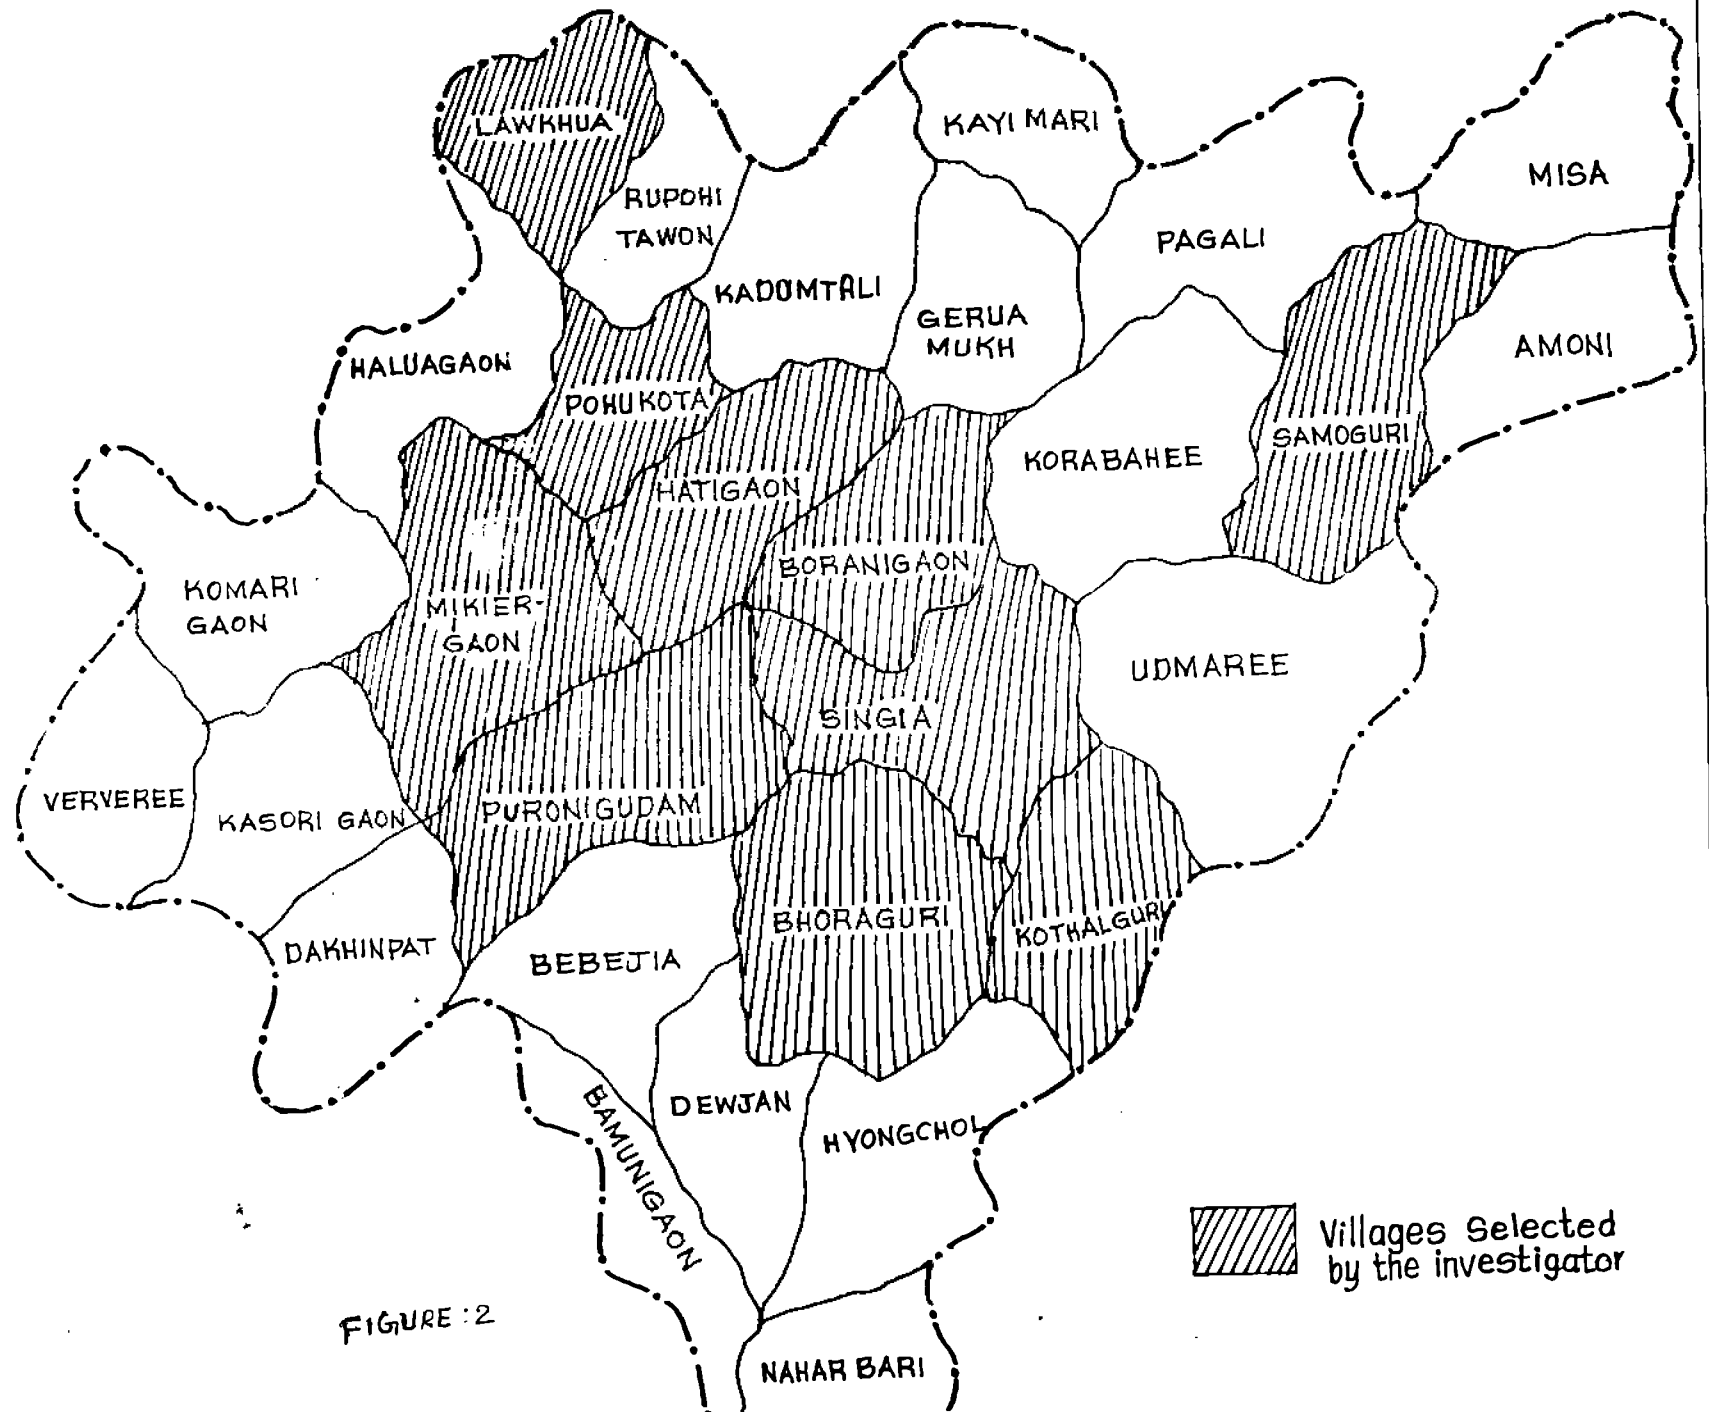 LAWKHUA
KAYI MARI
MISA
RUPOHI
TAWON
PAGALI
KADOMTALI
GERUA
MUKH
AMONI
HALUAGAON
POHUKOTA
SAMOGURI
KORABAHEE
HATIGAON
BORANIGAON
KOMARI
GAON
MIKIER-
GAON
UDMAREE
SINGIA
VERVEREE
KASORI GAON
PURONIGUDAM
BHORAGURI
KOTHALGURI
DAKHINPAT
BEBEJIA
DEWJAN
BAMUNIGAON
HYONGCHOL
Villages Selected
by the investigator
FIGURE : 2
NAHAR BARI